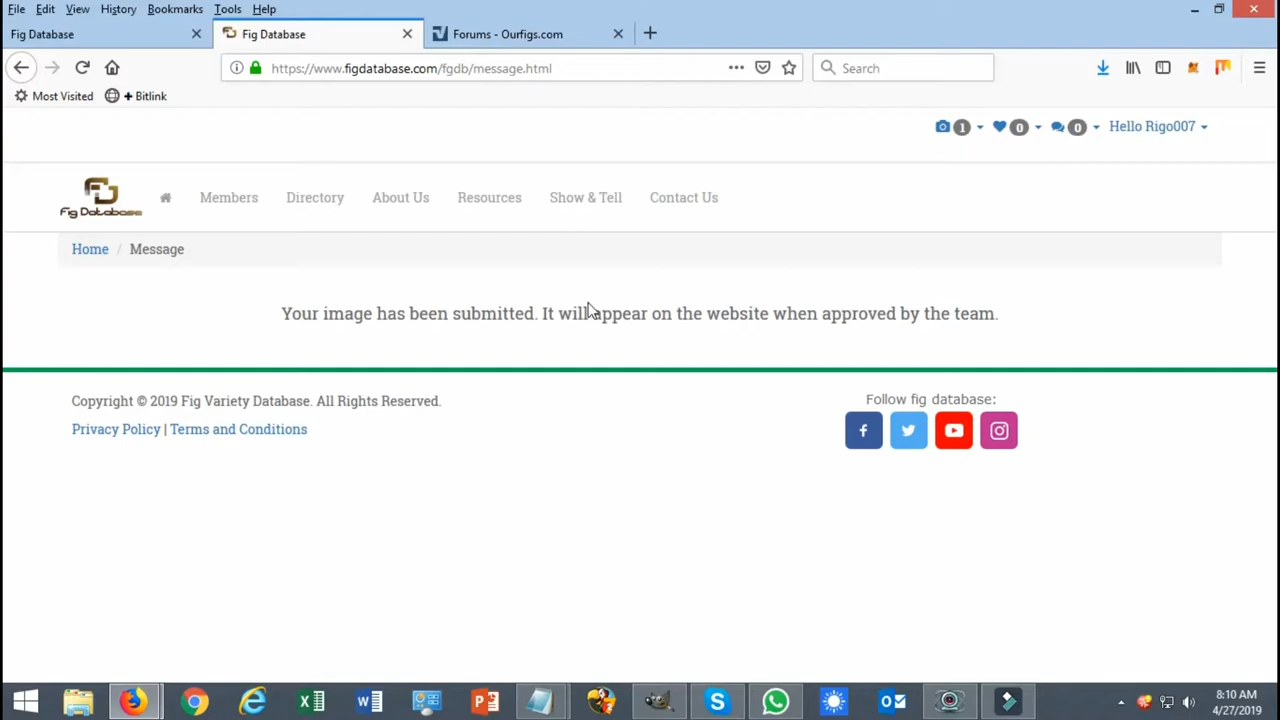 File Edit View History Bookmarks Tools Help
Fig Database
Fig Database
Forums - Ourfigs.com
https://www.figdatabase.com/fgdb/message.html
Search
Most Visited
Bitlink
1 0 0 Hello Rigo007
Fig Database
Members Directory About Us Resources Show & Tell Contact Us
Home / Message
Your image has been submitted. It will appear on the website when approved by the team.
Copyright © 2019 Fig Variety Database. All Rights Reserved.
Follow fig database:
Privacy Policy | Terms and Conditions
8:10 AM
4/27/2019